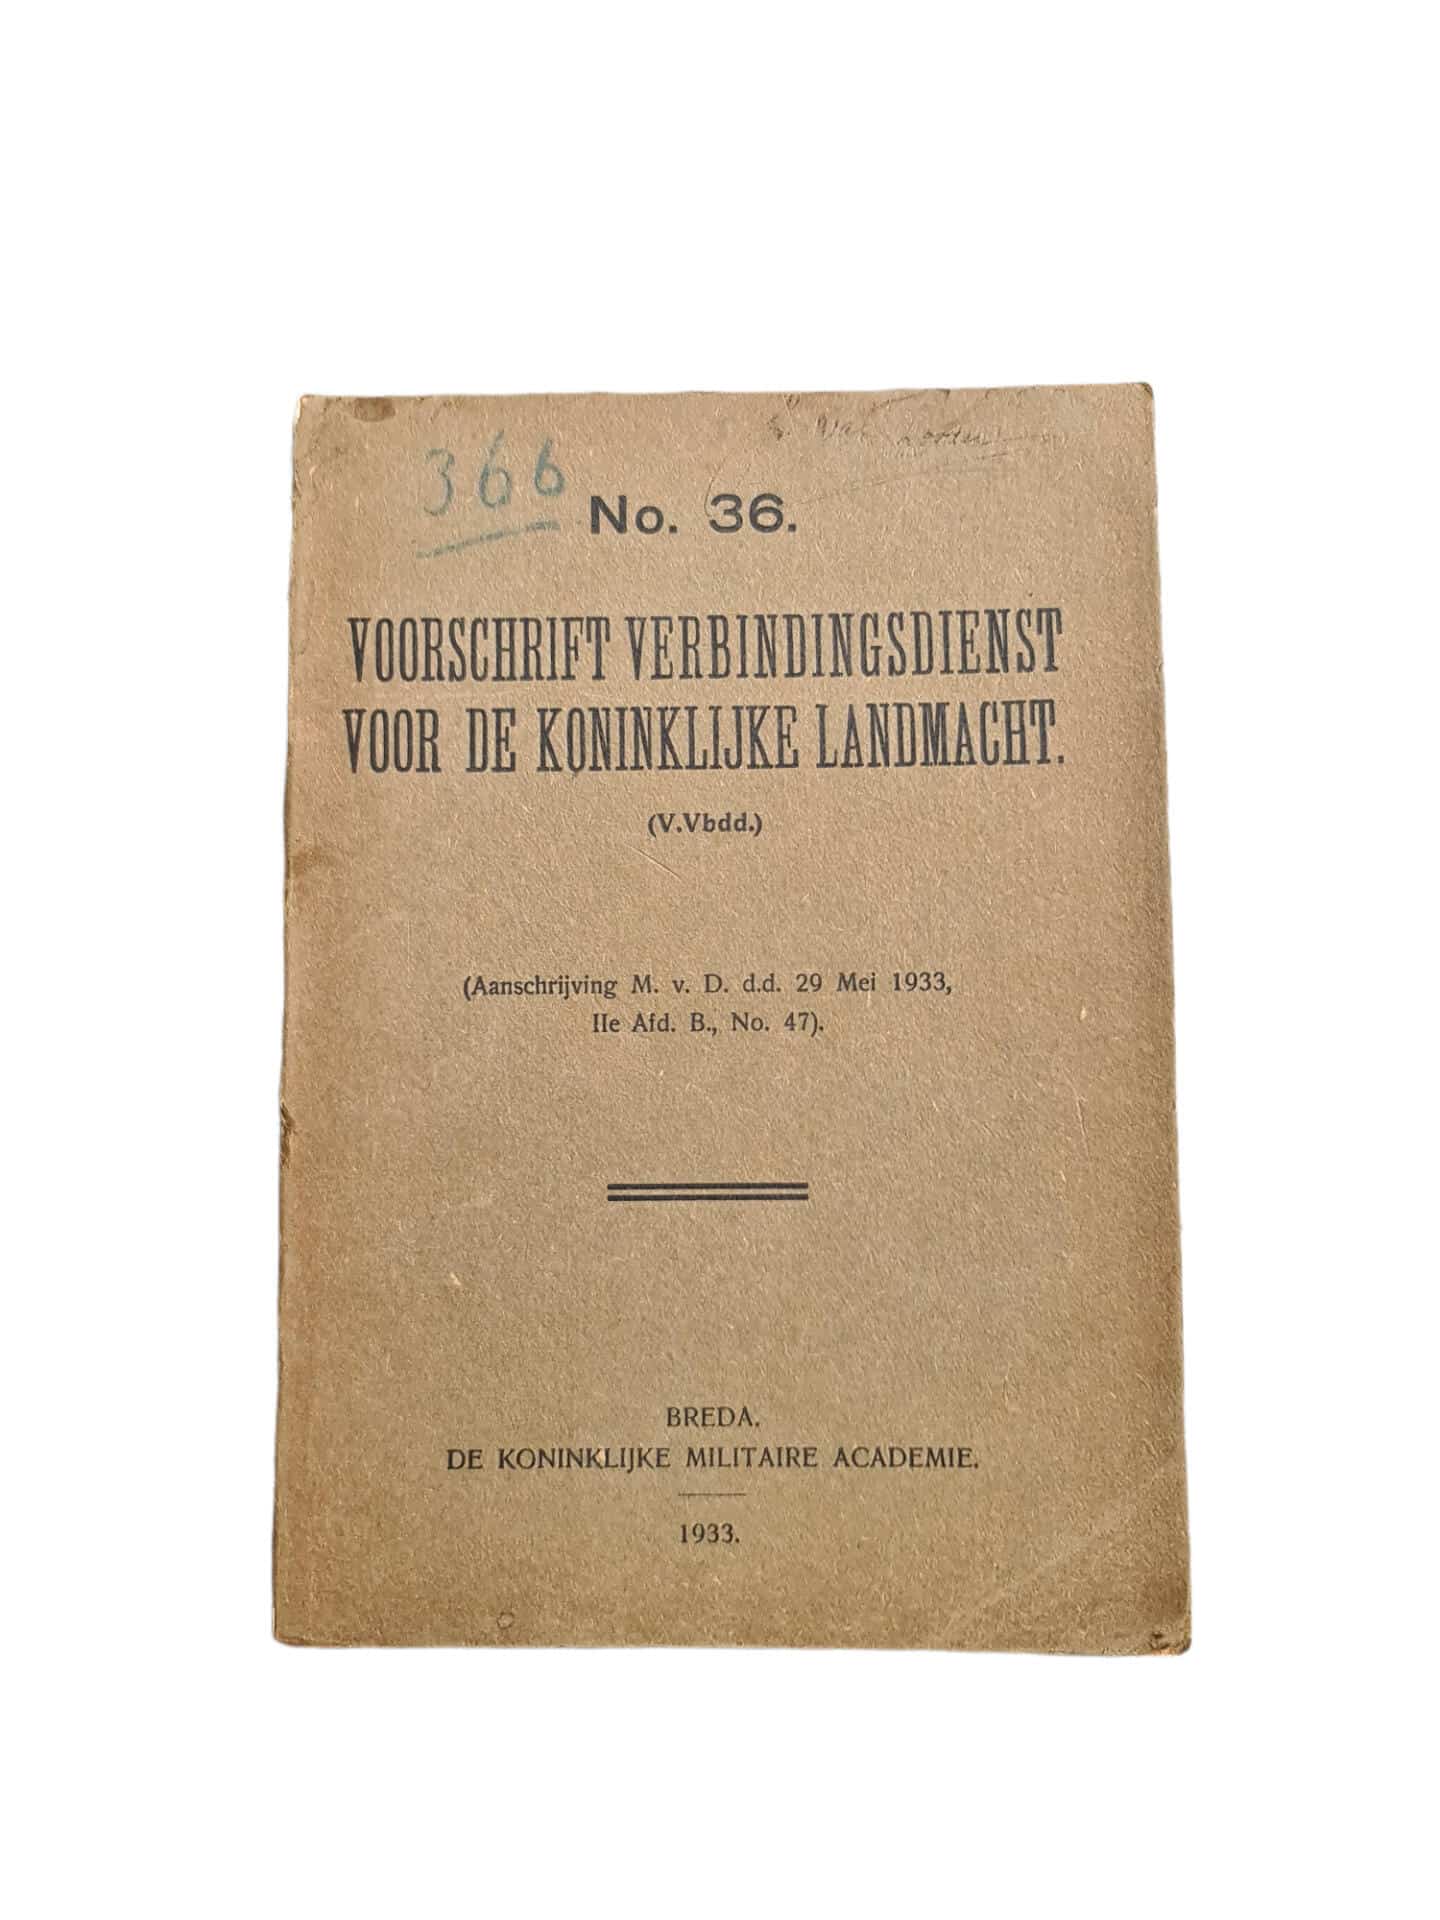 366
No. 36.
VOORSCHRIFT VERBINDINGSDIENST
VOOR DE KONINKLIJKE LANDMACHT.
(V.Vbdd.)
(Aanschrijving M. v. D. d.d. 29 Mei 1933,
IIe Afd. B., No. 47).
BREDA.
DE KONINKLIJKE MILITAIRE ACADEMIE.
1933.